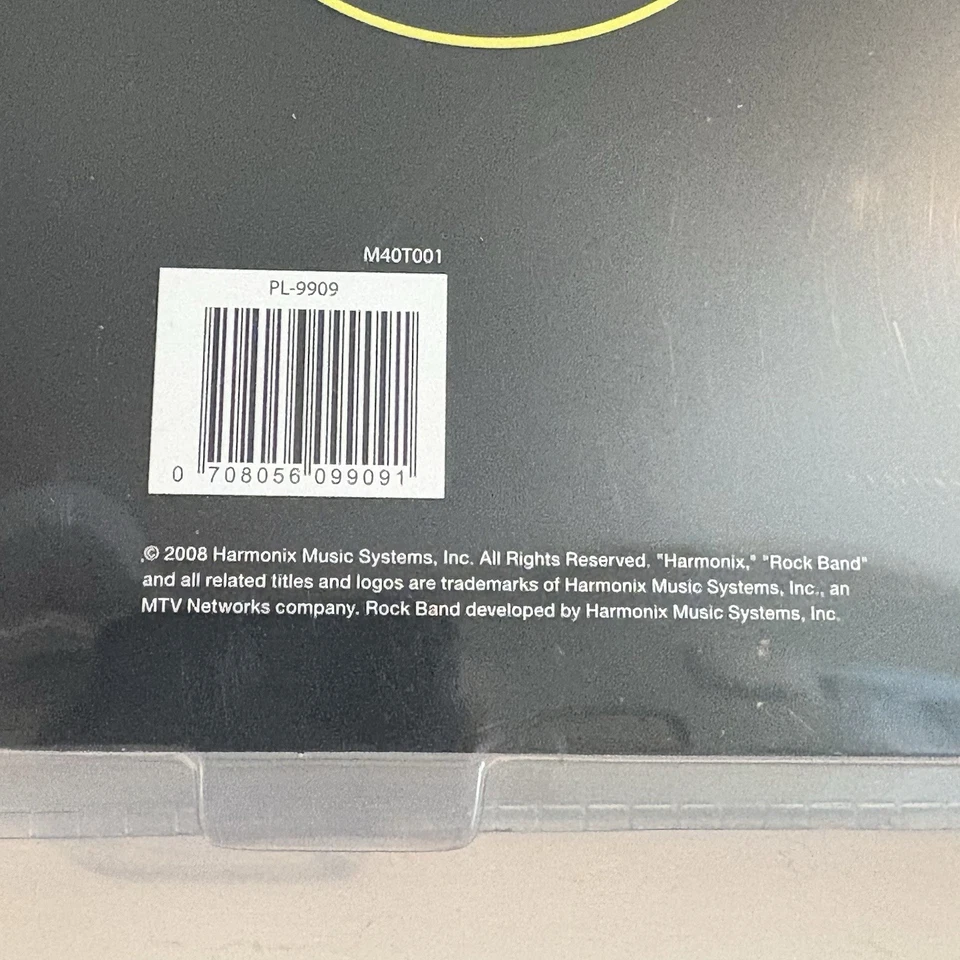 M40T001
PL-9909
0 708056 099091
© 2008 Harmonix Music Systems, Inc. All Rights Reserved. "Harmonix," "Rock Band"
and all related titles and logos are trademarks of Harmonix Music Systems, Inc., an
MTV Networks company. Rock Band developed by Harmonix Music Systems, Inc.